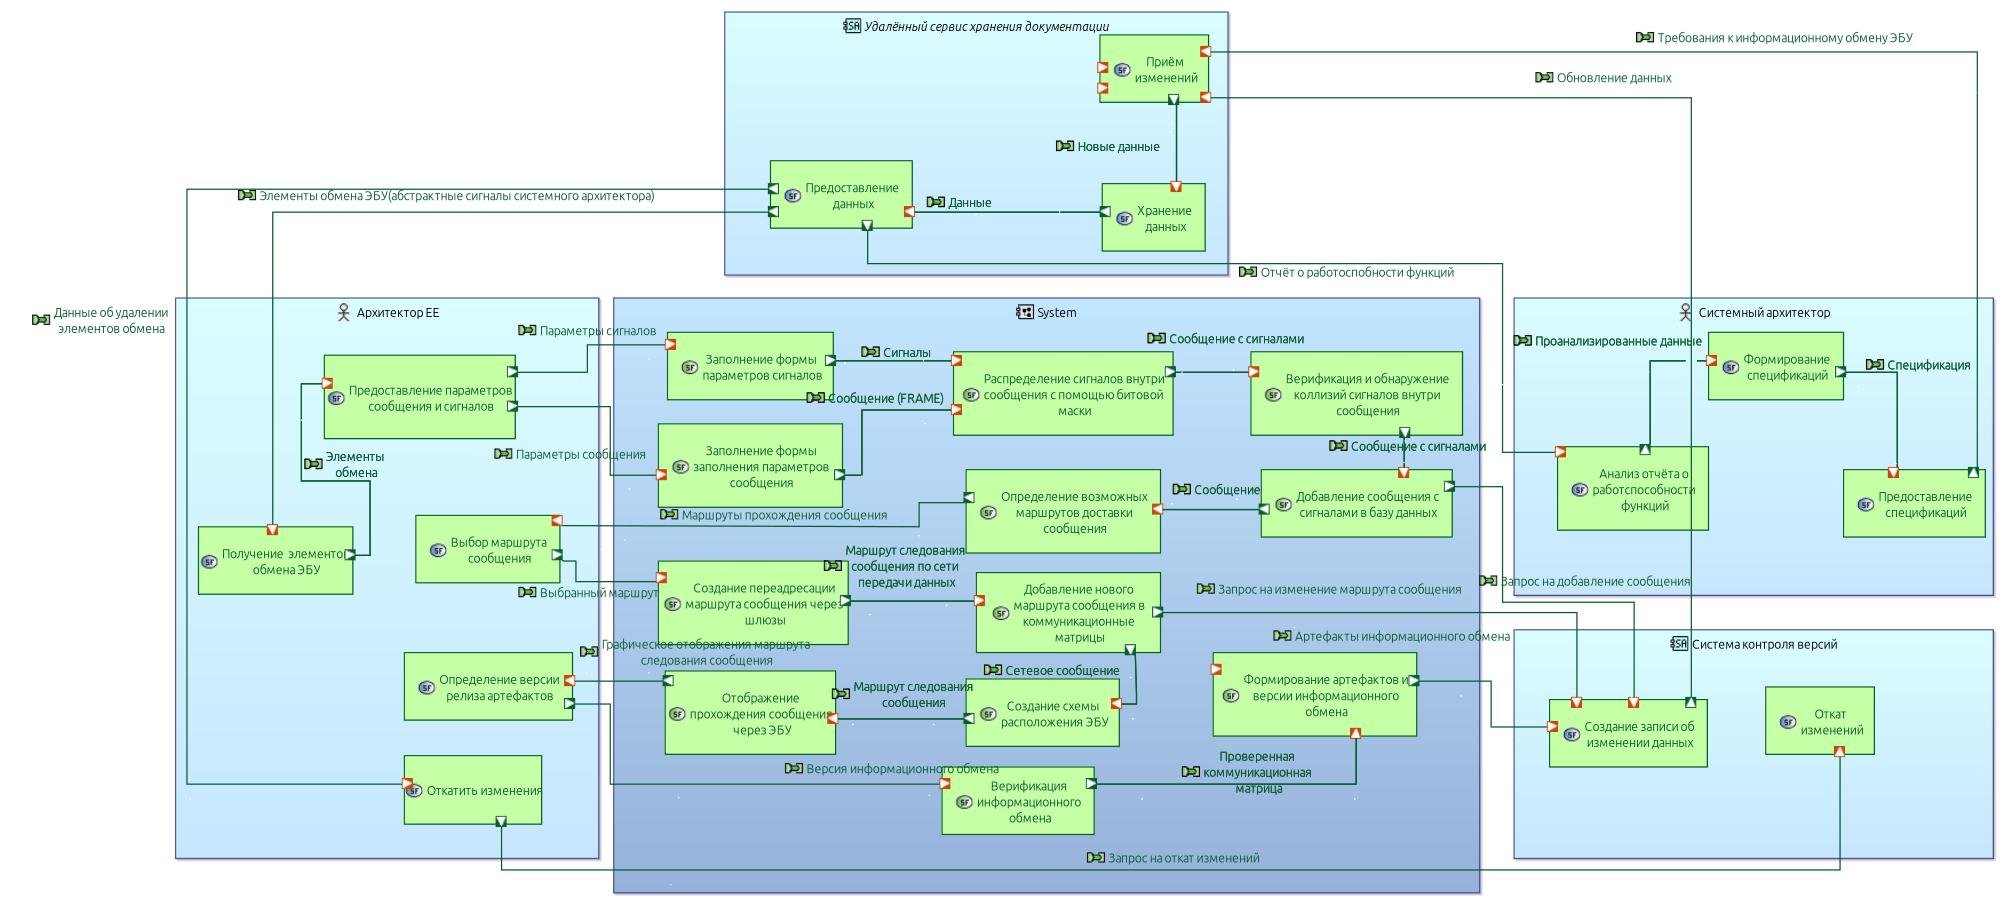 Удалённый сервис хранения документации
Приём
изменений
Требования к информационному обмену ЭБУ
Обновление данных
Новые данные
Предоставление
данных
Данные
Хранение
данных
Элементы обмена ЭБУ(абстрактные сигналы системного архитектора)
Отчёт о работоспобности функций
Данные об удалении
элементов обмена
Архитектор ЕЕ
Параметры сигналов
Предоставление параметров
сообщения и сигналов
Параметры сообщения
Элементы
обмена
Получение элементо
обмена ЭБУ
Выбор маршрута
сообщения
Выбранный маршрут
Определение версии
релиза артефактов
Откатить изменения
System
Заполнение формы
параметров сигналов
Сигналы
Сообщение (FRAME)
Распределение сигналов внутри
сообщения с помощью битовой
маски
Сообщение с сигналами
Верификация и обнаружение
коллизий сигналов внутри
сообщения
Сообщение с сигналами
Заполнение формы
заполнения параметров
сообщения
Маршруты прохождения сообщения
Определение возможных
маршрутов доставки
сообщения
Сообщение
Добавление сообщения с
сигналами в базу данных
Маршрут следования
сообщения по сети
передачи данных
Создание переадресации
маршрута сообщения через
шлюзы
Добавление нового
маршрута сообщения в
коммуникационные
матрицы
Запрос на изменение маршрута сообщения
Запрос на добавление сообщения
Графическое отображения маршрута
следования сообщения
Отображение
прохождения сообщени
через ЭБУ
Маршрут следования
сообщения
Сетевое сообщение
Создание схемы
расположения ЭБУ
Артефакты информационного обмена
Формирование артефактов и
версии информационного
обмена
Версия информационного обмена
Верификация
информационного
обмена
Проверенная
коммуникационная
матрица
Запрос на откат изменений
Системный архитектор
Проанализированные данные
Формирование
спецификаций
Спецификация
Анализ отчёта о
работспособности
функций
Предоставление
спецификаций
Система контроля версий
Создание записи об
изменении данных
Откат
изменений